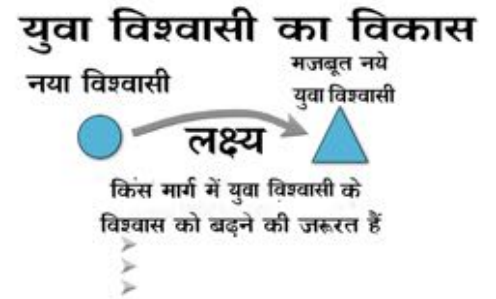 युवा विश्वासी का विकास
नया विश्वासी
मजबूत नये
युवा विश्वासी
लक्ष्य
किस मार्ग में युवा विश्वासी के
विश्वास को बढ़ने की जरूरत हैं